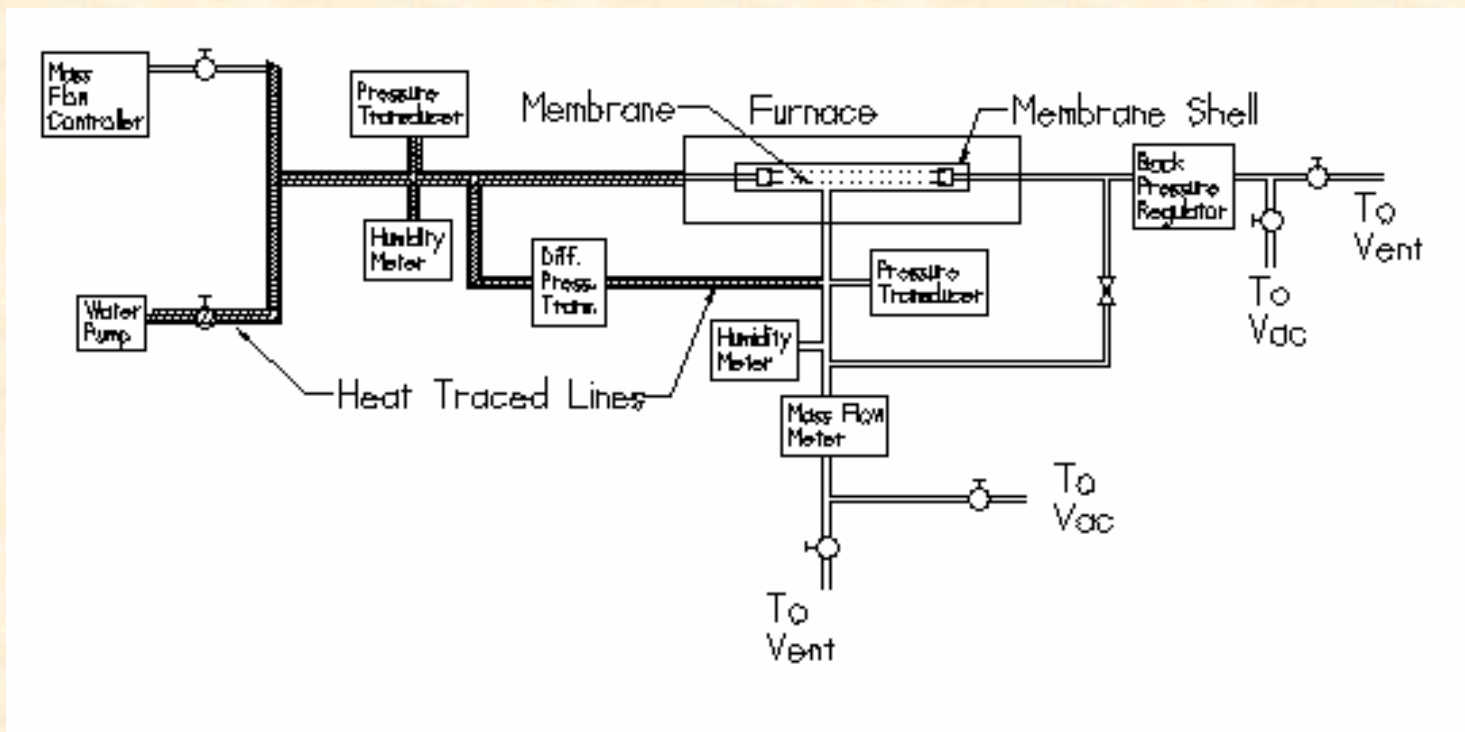 Mass
Flow
Controller
Pressure
Transducer
Membrane
Furnace
Membrane Shell
Back
Pressure
Regulator
To
Vent
Humidity
Meter
Diff.
Press.
Trans.
Pressure
Transducer
To
Vac
Water
Pump
Humidity
Meter
Heat Traced Lines
Mass Flow
Meter
To
Vac
To
Vent